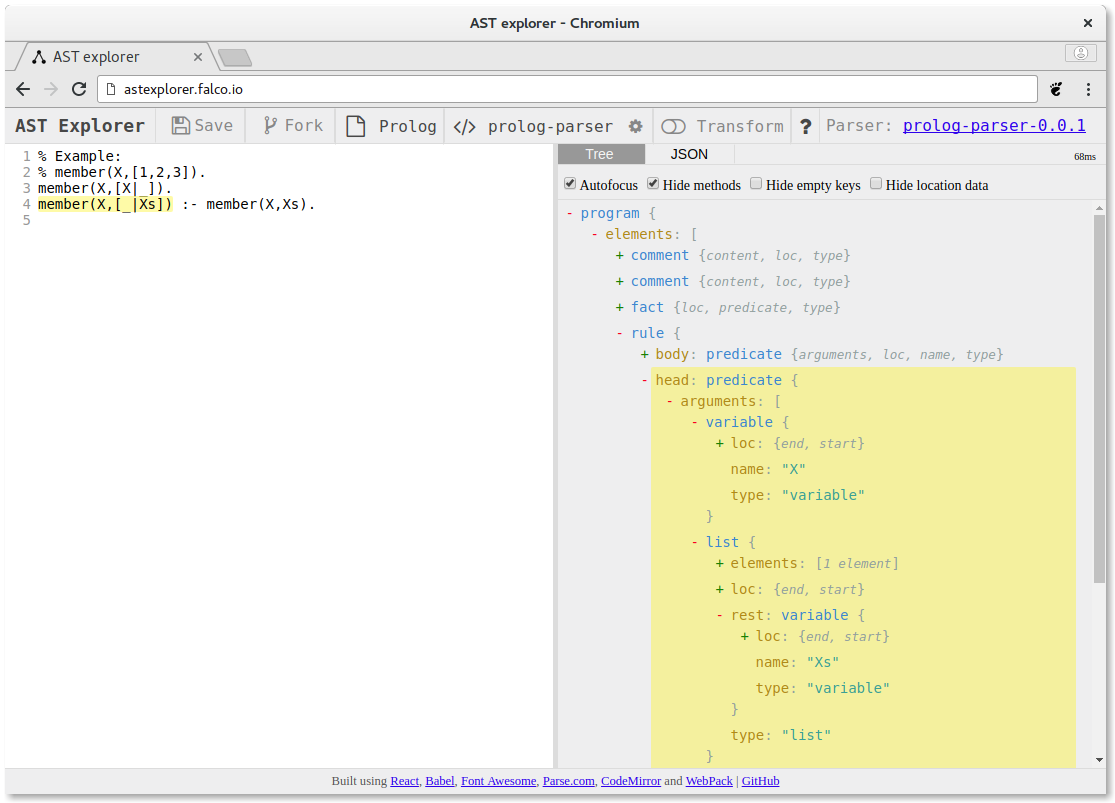 AST explorer - Chromium
AST explorer
astexplorer.falco.io
AST Explorer Save Fork Prolog </> prolog-parser Transform ? Parser: prolog-parser-0.0.1
1 % Example:
2 % member(X,[1,2,3]).
3 member(X,[X|_]).
4 member(X,[_|Xs]) :- member(X,Xs).
5
Tree JSON 68ms
Autofocus Hide methods Hide empty keys Hide location data
- program {
- elements: [
+ comment {content, loc, type}
+ comment {content, loc, type}
+ fact {loc, predicate, type}
- rule {
+ body: predicate {arguments, loc, name, type}
- head: predicate {
- arguments: [
- variable {
+ loc: {end, start}
name: "X"
type: "variable"
}
- list {
+ elements: [1 element]
+ loc: {end, start}
- rest: variable {
+ loc: {end, start}
name: "Xs"
type: "variable"
}
type: "list"
}
Built using React, Babel, Font Awesome, Parse.com, CodeMirror and WebPack | GitHub